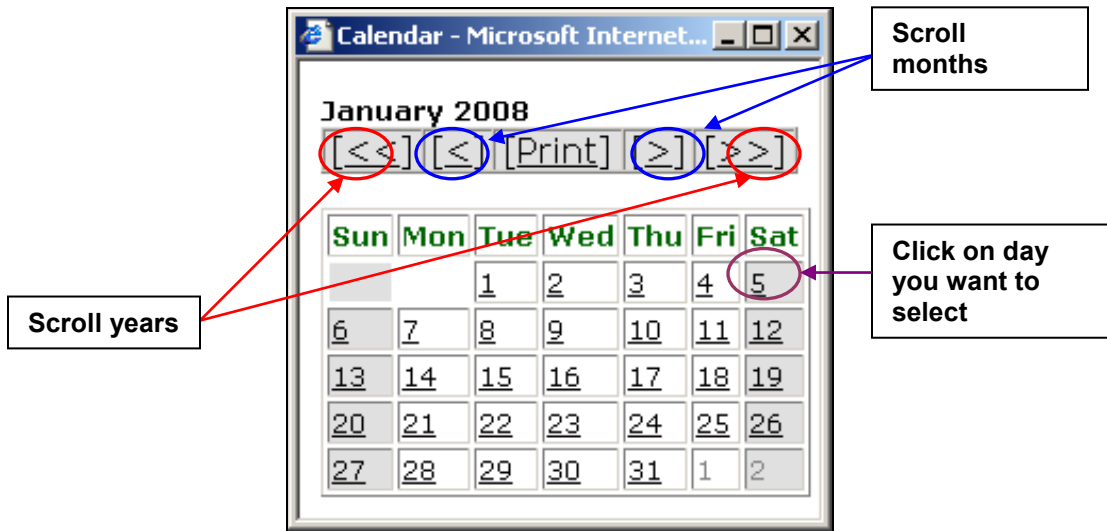 Calendar - Microsoft Internet...
Scroll
months
January 2008
[<<] [<] [Print] [>] [>>]
Sun Mon Tue Wed Thu Fri Sat
1 2 3 4 5
Click on day
you want to
select
Scroll years
6 7 8 9 10 11 12
13 14 15 16 17 18 19
20 21 22 23 24 25 26
27 28 29 30 31 1 2